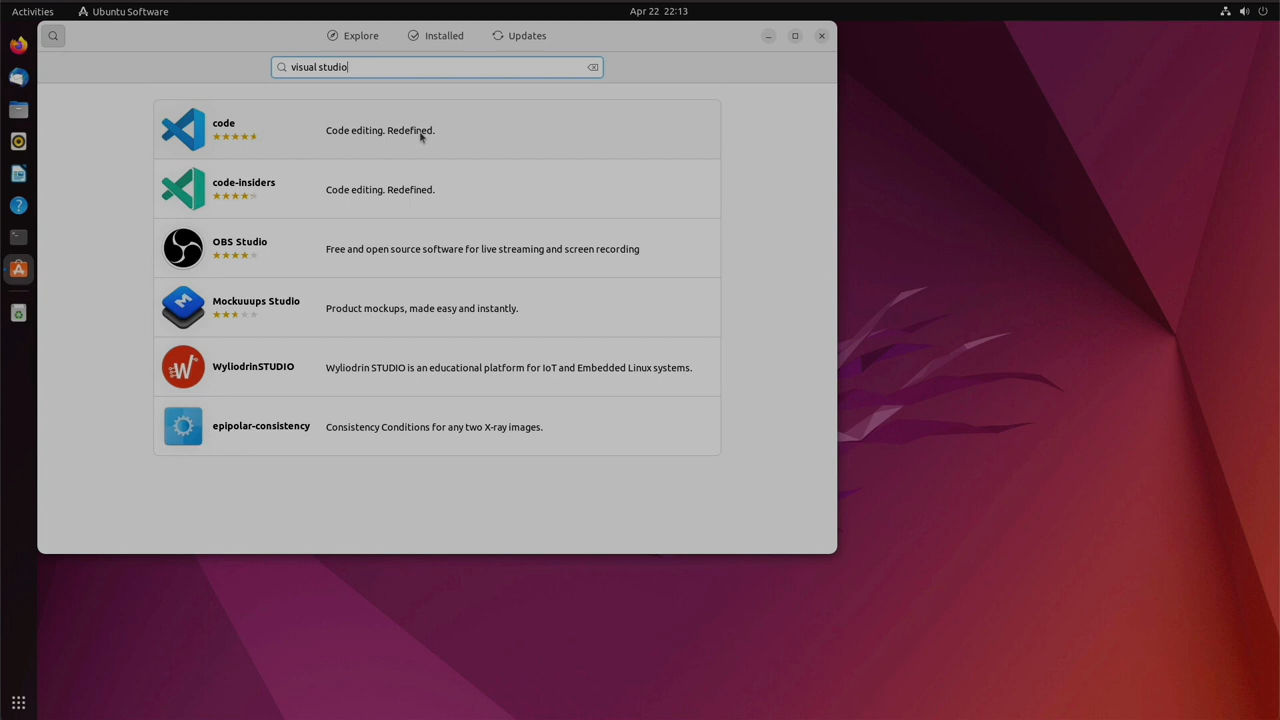 Activities Ubuntu Software Apr 22 22:13
Explore Installed Updates
visual studio
code Code editing. Redefined.
code-insiders Code editing. Redefined.
OBS Studio Free and open source software for live streaming and screen recording
Mockuuups Studio Product mockups, made easy and instantly.
WyliodrinSTUDIO Wyliodrin STUDIO is an educational platform for IoT and Embedded Linux systems.
epipolar-consistency Consistency Conditions for any two X-ray images.